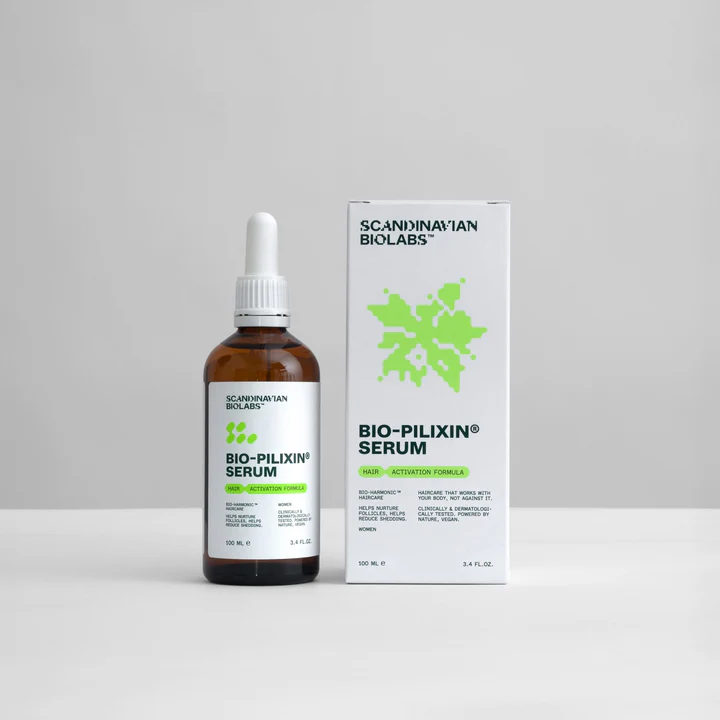 SCANDINAVIAN
BIOLABS™
BIO-PILIXIN®
SERUM
HAIR ACTIVATION FORMULA
BIO-HARMONIC™
HAIRCARE
HELPS NURTURE
FOLLICLES, HELPS
REDUCE SHEDDING.
WOMEN
CLINICALLY &
DERMATOLOGICALLY
TESTED. POWERED BY
NATURE, VEGAN.
100 ML ℮
3.4 FL.OZ.
SCANDINAVIAN
BIOLABS™
BIO-PILIXIN®
SERUM
HAIR ACTIVATION FORMULA
BIO-HARMONIC™
HAIRCARE
HELPS NURTURE
FOLLICLES, HELPS
REDUCE SHEDDING.
WOMEN
HAIRCARE THAT WORKS WITH
YOUR BODY, NOT AGAINST IT.
CLINICALLY & DERMATOLOGI-
CALLY TESTED. POWERED BY
NATURE, VEGAN.
100 ML ℮
3.4 FL.OZ.